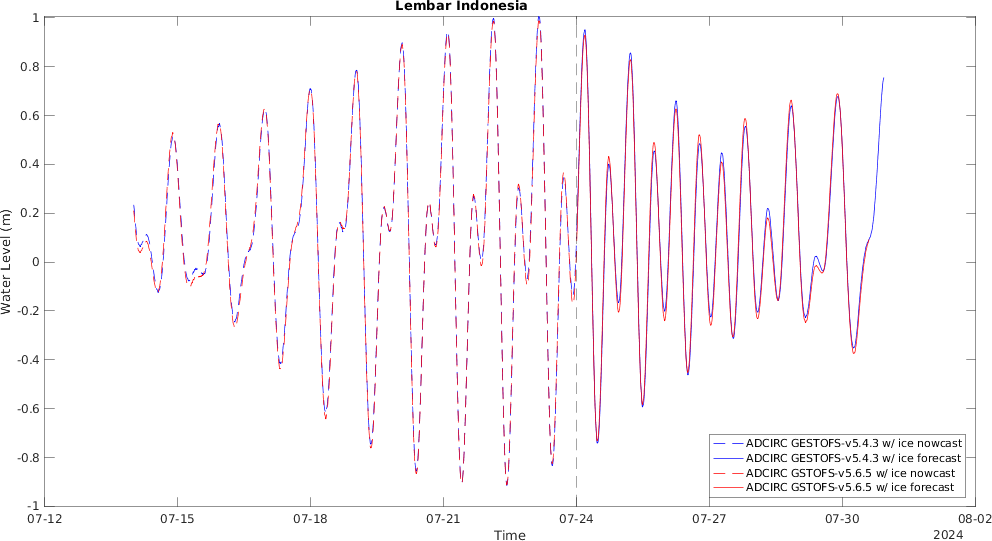 Lembar Indonesia
1
0.8
0.6
0.4
0.2
0
-0.2
-0.4
-0.6
-0.8
-1
Water Level (m)
ADCIRC GESTOFS-v5.4.3 w/ ice nowcast
ADCIRC GESTOFS-v5.4.3 w/ ice forecast
ADCIRC GSTOFS-v5.6.5 w/ ice nowcast
ADCIRC GSTOFS-v5.6.5 w/ ice forecast
07-12 07-15 07-18 07-21 07-24 07-27 07-30 08-02
Time
2024